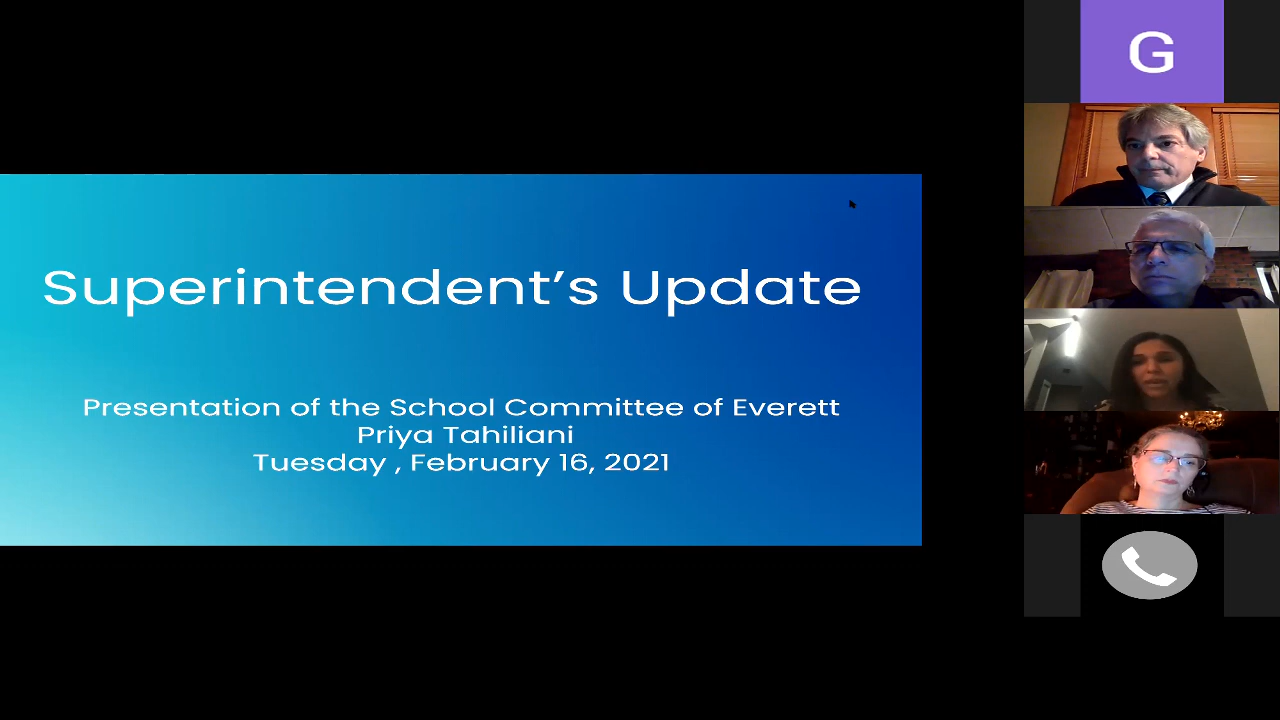 G
Superintendent's Update
Presentation of the School Committee of Everett
Priya Tahiliani
Tuesday , February 16, 2021